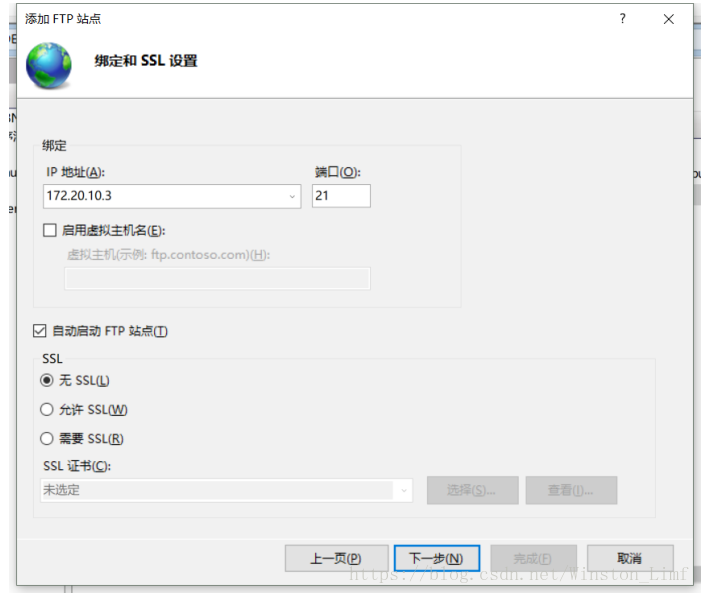 添加 FTP 站点
?
绑定和 SSL 设置
绑定
IP 地址(A):
端口(O):
172.20.10.3
21
启用虚拟主机名(E):
虚拟主机(示例: ftp.contoso.com)(H):
自动启动 FTP 站点(T)
SSL
无 SSL(L)
允许 SSL(W)
需要 SSL(R)
SSL 证书(C):
未选定
选择(S)...
查看(I)...
上一页(P)
下一步(N)
完成(F)
取消
https://blog.csdn.net/Winston_Limf